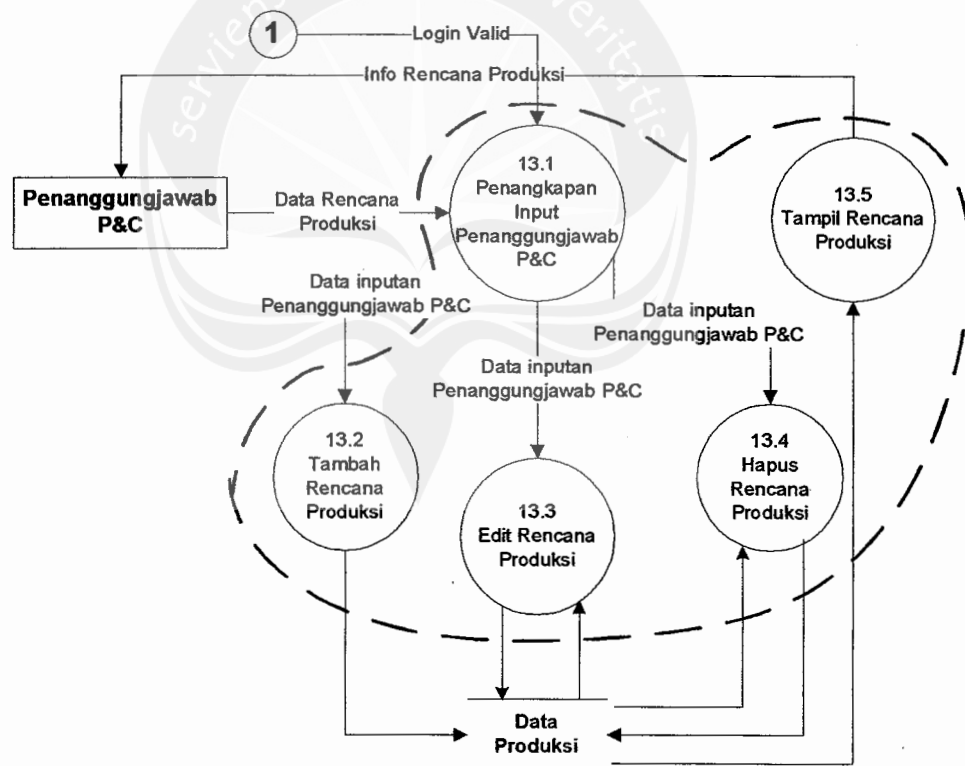 1
Login Valid
Info Rencana Produksi
serviens
veritatis
13.1
Penangkapan
Input
Penanggungjawab
P&C
13.5
Tampil Rencana
Produksi
Penanggungjawab
P&C
Data Rencana
Produksi
Data inputan
Penanggungjawab P&C
Data inputan
Penanggungjawab P&C
Data inputan
Penanggungjawab P&C
13.2
Tambah
Rencana
Produksi
13.3
Edit Rencana
Produksi
13.4
Hapus
Rencana
Produksi
Data
Produksi